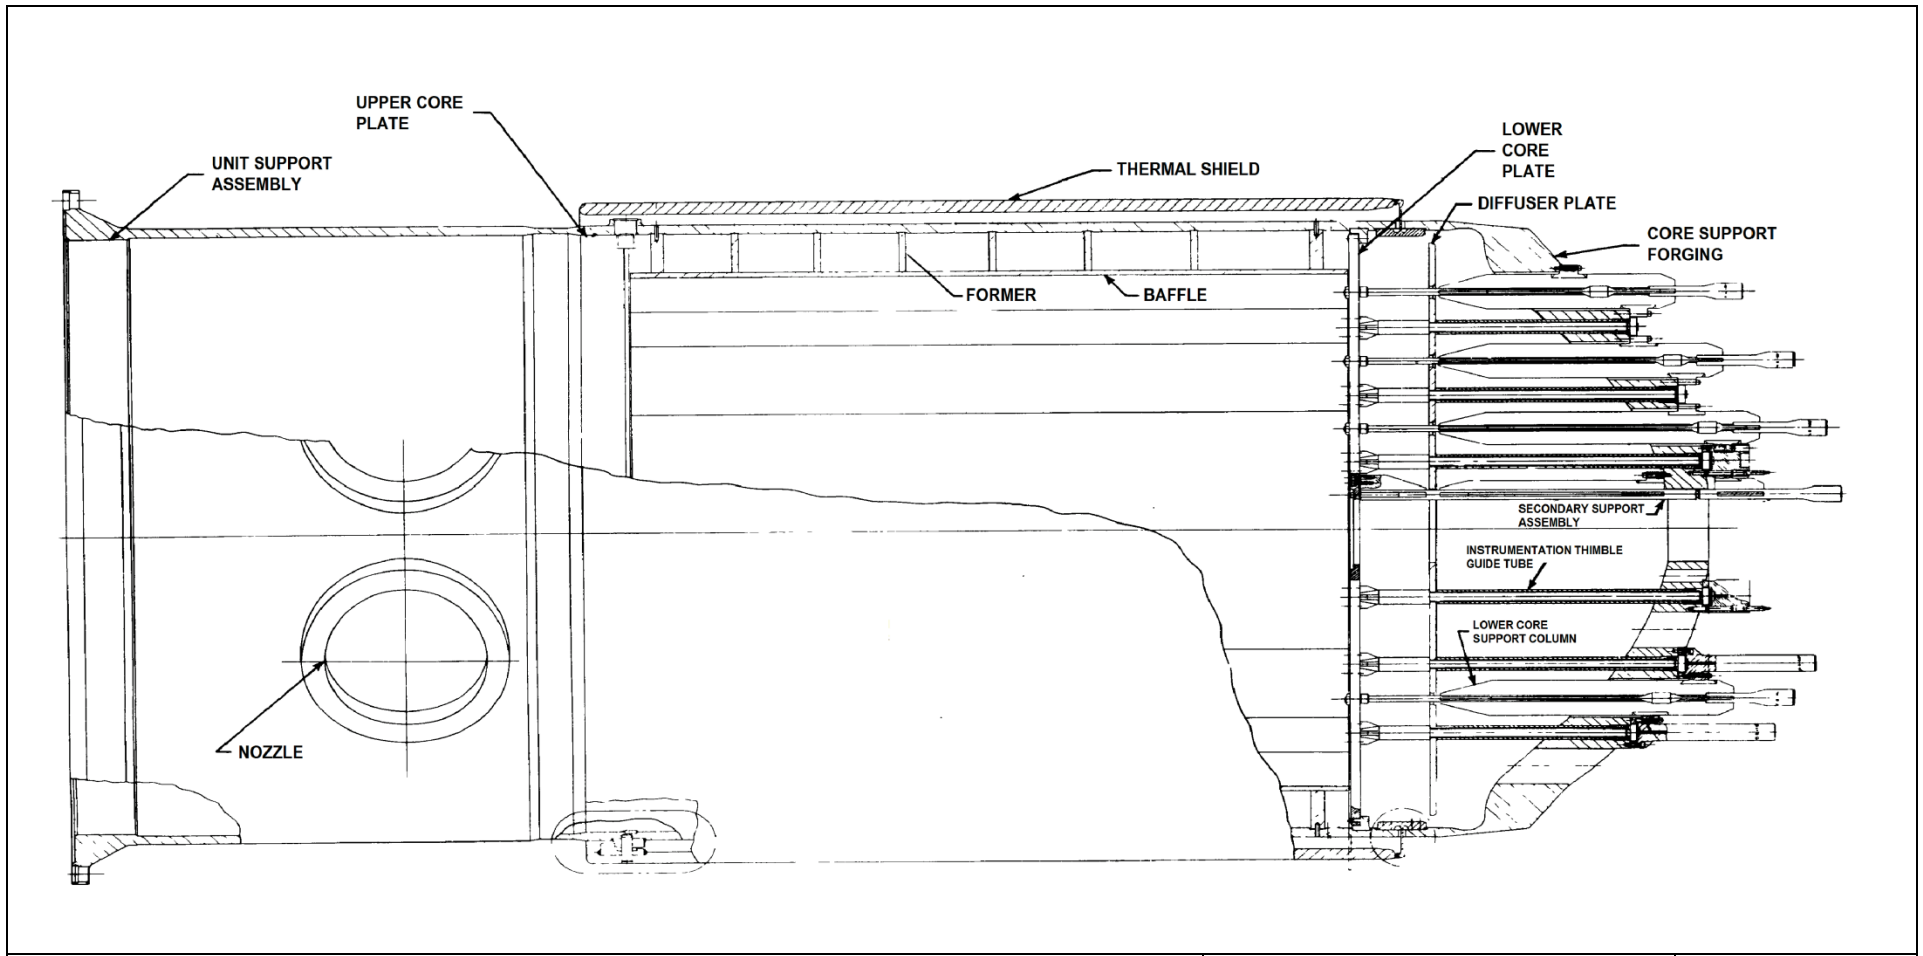 UPPER CORE
PLATE
UNIT SUPPORT
ASSEMBLY
THERMAL SHIELD
LOWER
CORE
PLATE
DIFFUSER PLATE
CORE SUPPORT
FORGING
FORMER
BAFFLE
SECONDARY SUPPORT
ASSEMBLY
INSTRUMENTATION THIMBLE
GUIDE TUBE
LOWER CORE
SUPPORT COLUMN
NOZZLE